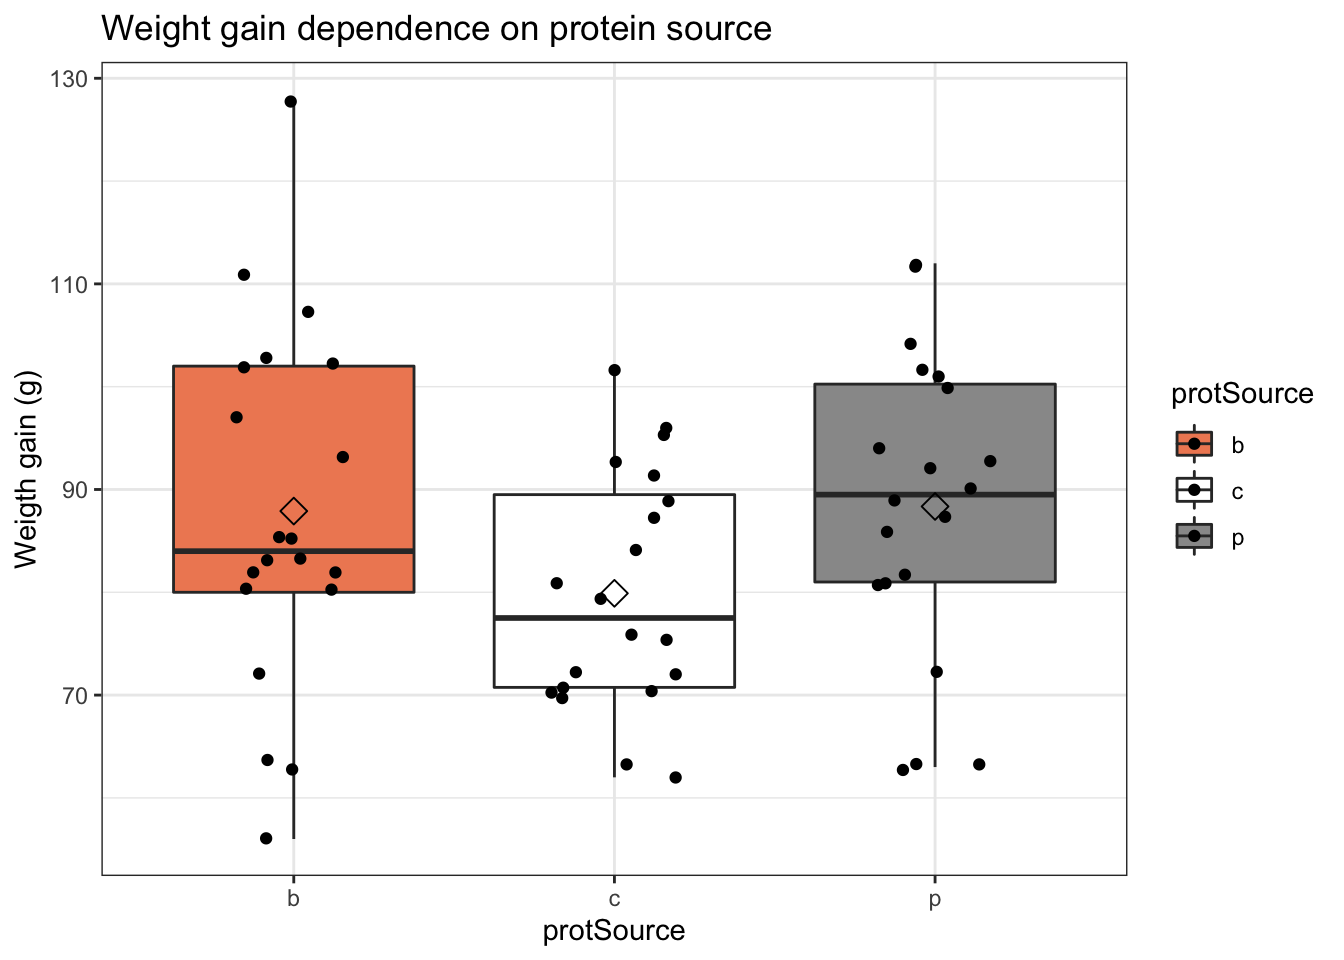 Weight gain dependence on protein source
130
110
90
70
Weigth gain (g)
b
c
p
protSource
protSource
b
c
p